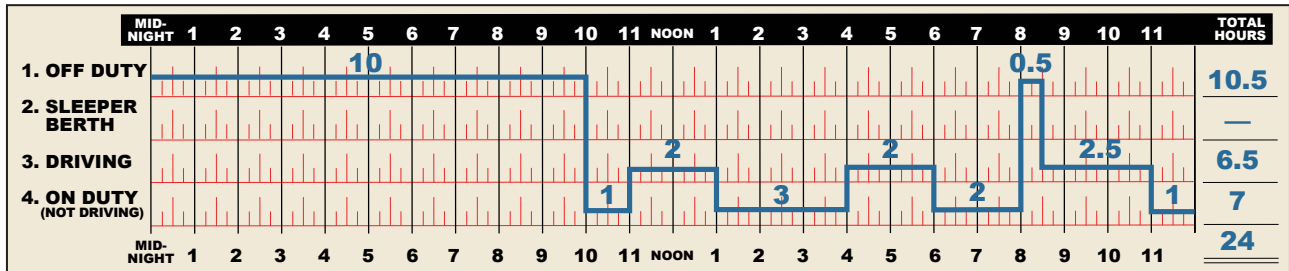 MID-NIGHT 1 2 3 4 5 6 7 8 9 10 11 NOON 1 2 3 4 5 6 7 8 9 10 11 TOTAL HOURS
1. OFF DUTY 10 0.5 10.5
2. SLEEPER BERTH —
3. DRIVING 2 2 2.5 6.5
4. ON DUTY (NOT DRIVING) 1 3 2 1 7
MID-NIGHT 1 2 3 4 5 6 7 8 9 10 11 NOON 1 2 3 4 5 6 7 8 9 10 11 24